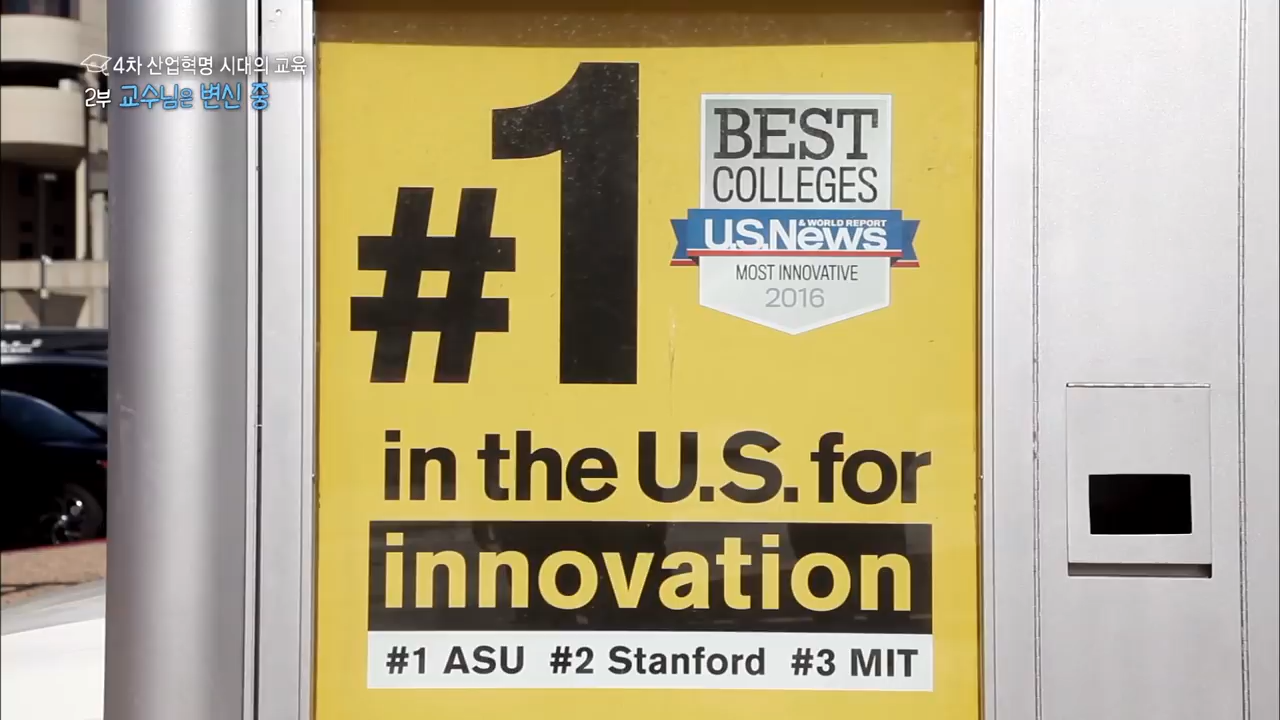 4차 산업혁명 시대의 교육
2부 교수님은 변신 중
#1
BEST
COLLEGES
& WORLD REPORT
U.S.News
MOST INNOVATIVE
2016
in the U.S. for
innovation
#1 ASU #2 Stanford #3 MIT